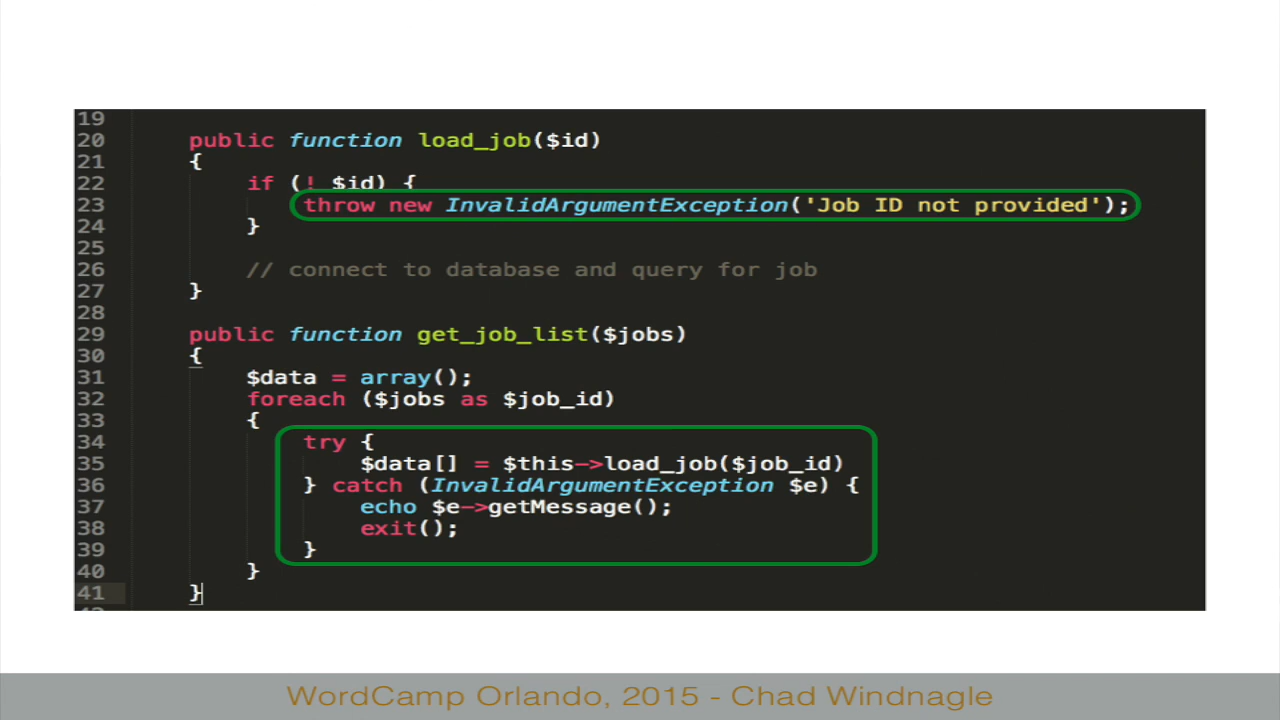 19
20 public function load_job($id)
21 {
22 if (! $id) {
23 throw new InvalidArgumentException('Job ID not provided');
24 }
25
26 // connect to database and query for job
27 }
28
29 public function get_job_list($jobs)
30 {
31 $data = array();
32 foreach ($jobs as $job_id)
33 {
34 try {
35 $data[] = $this->load_job($job_id)
36 } catch (InvalidArgumentException $e) {
37 echo $e->getMessage();
38 exit();
39 }
40 }
41 }
WordCamp Orlando, 2015 - Chad Windnagle